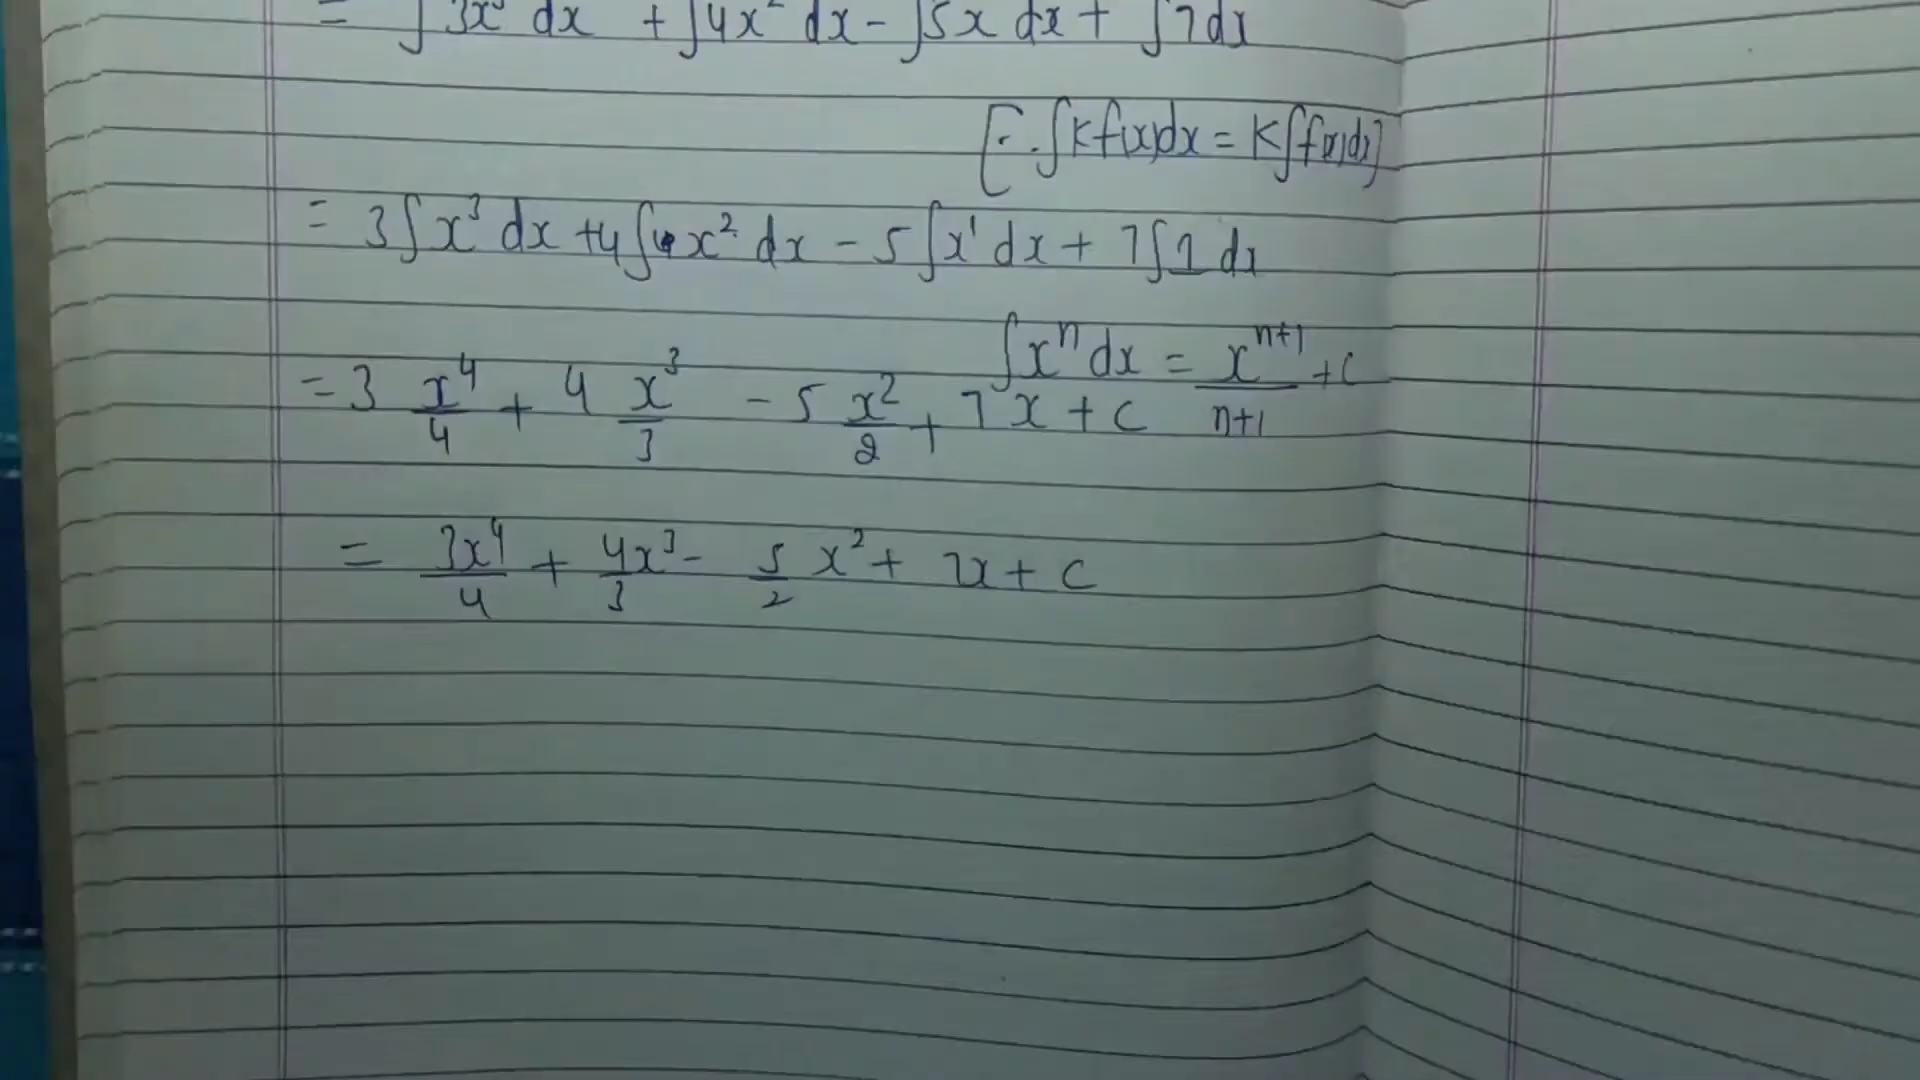 = ∫3x³ dx + ∫4x² dx - ∫5x dx + ∫7dx
[∵ ∫Kf(x)dx = K∫f(x)dx]
= 3∫x³ dx + 4∫x² dx - 5∫x¹ dx + 7∫1 dx
∫xⁿ dx = xⁿ⁺¹/n+1 + c
= 3 x⁴/4 + 4 x³/3 - 5 x²/2 + 7x + c
= 3x⁴/4 + 4x³/3 - 5/2 x² + 7x + c